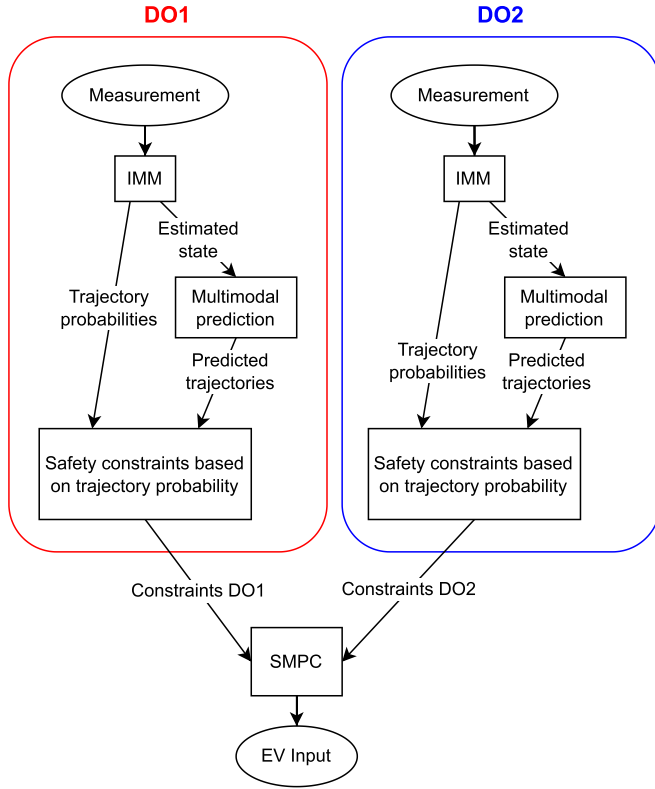 DO1
Measurement
IMM
Estimated
state
Trajectory
probabilities
Multimodal
prediction
Predicted
trajectories
Safety constraints based
on trajectory probability
DO2
Measurement
IMM
Estimated
state
Multimodal
prediction
Trajectory
probabilities
Predicted
trajectories
Safety constraints based
on trajectory probability
Constraints DO1
Constraints DO2
SMPC
EV Input